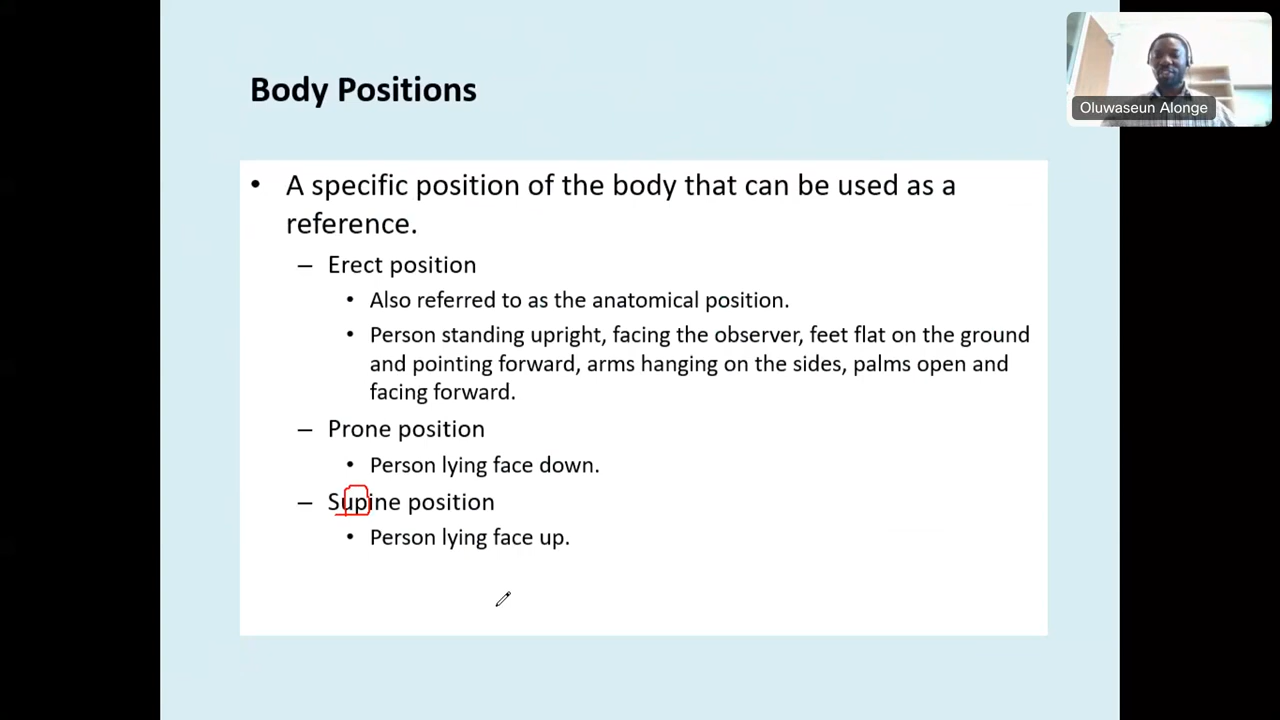 Body Positions
Oluwaseun Alonge
• A specific position of the body that can be used as a
reference.
– Erect position
• Also referred to as the anatomical position.
• Person standing upright, facing the observer, feet flat on the ground
and pointing forward, arms hanging on the sides, palms open and
facing forward.
– Prone position
• Person lying face down.
– Supine position
• Person lying face up.